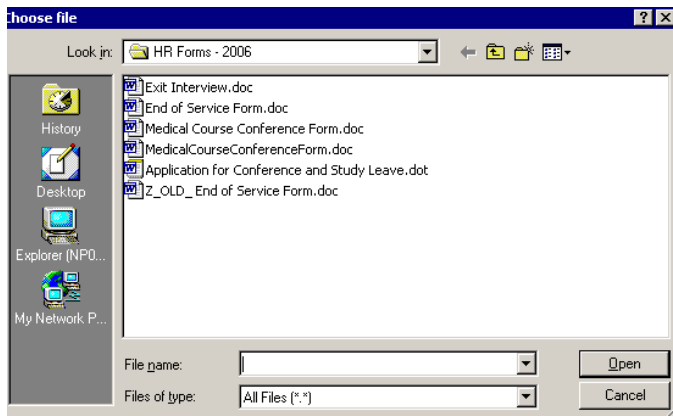 Choose file
Look in: HR Forms - 2006
Exit Interview.doc
End of Service Form.doc
Medical Course Conference Form.doc
MedicalCourseConferenceForm.doc
Application for Conference and Study Leave.dot
Z_OLD_ End of Service Form.doc
History
Desktop
Explorer (NP0...
My Network P...
File name:
Open
Files of type: All Files (*.*)
Cancel